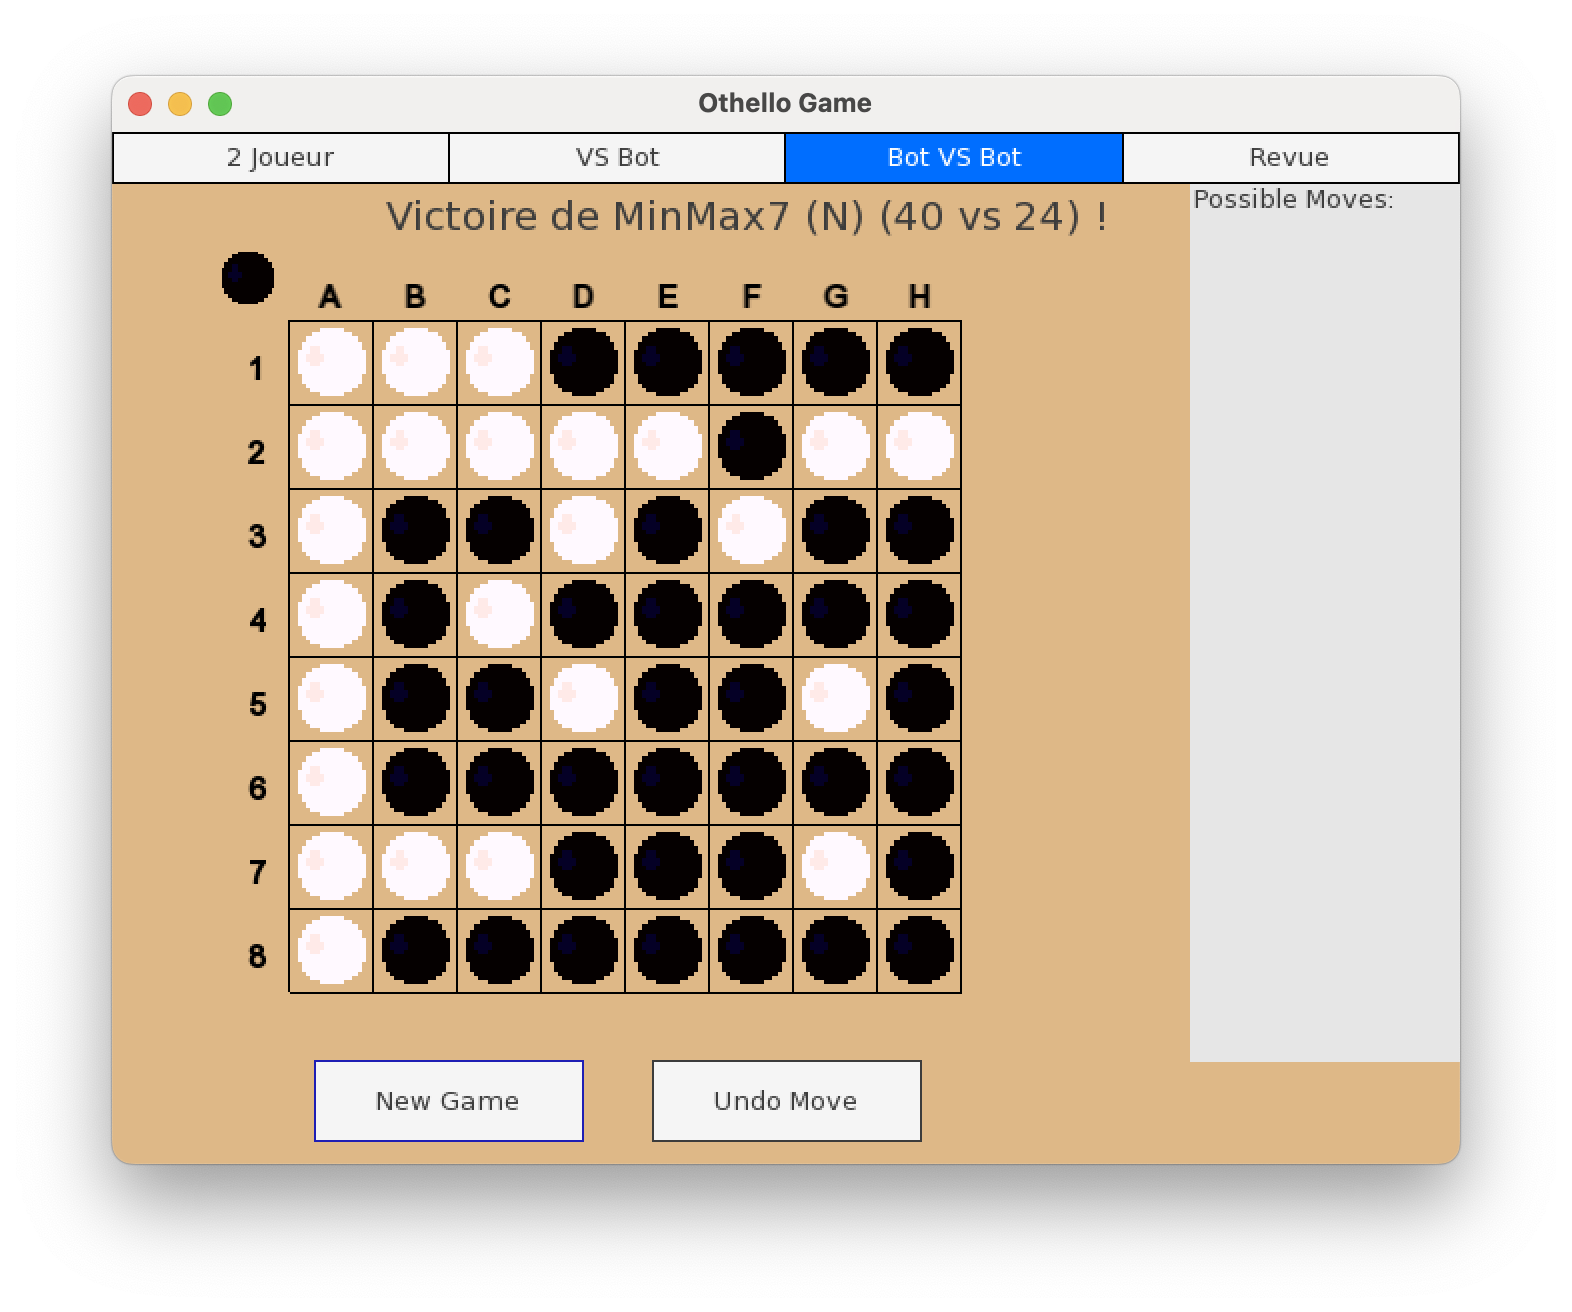 Othello Game
2 Joueur VS Bot Bot VS Bot Revue
Victoire de MinMax7 (N) (40 vs 24) !
Possible Moves:
A B C D E F G H
1
2
3
4
5
6
7
8
New Game Undo Move